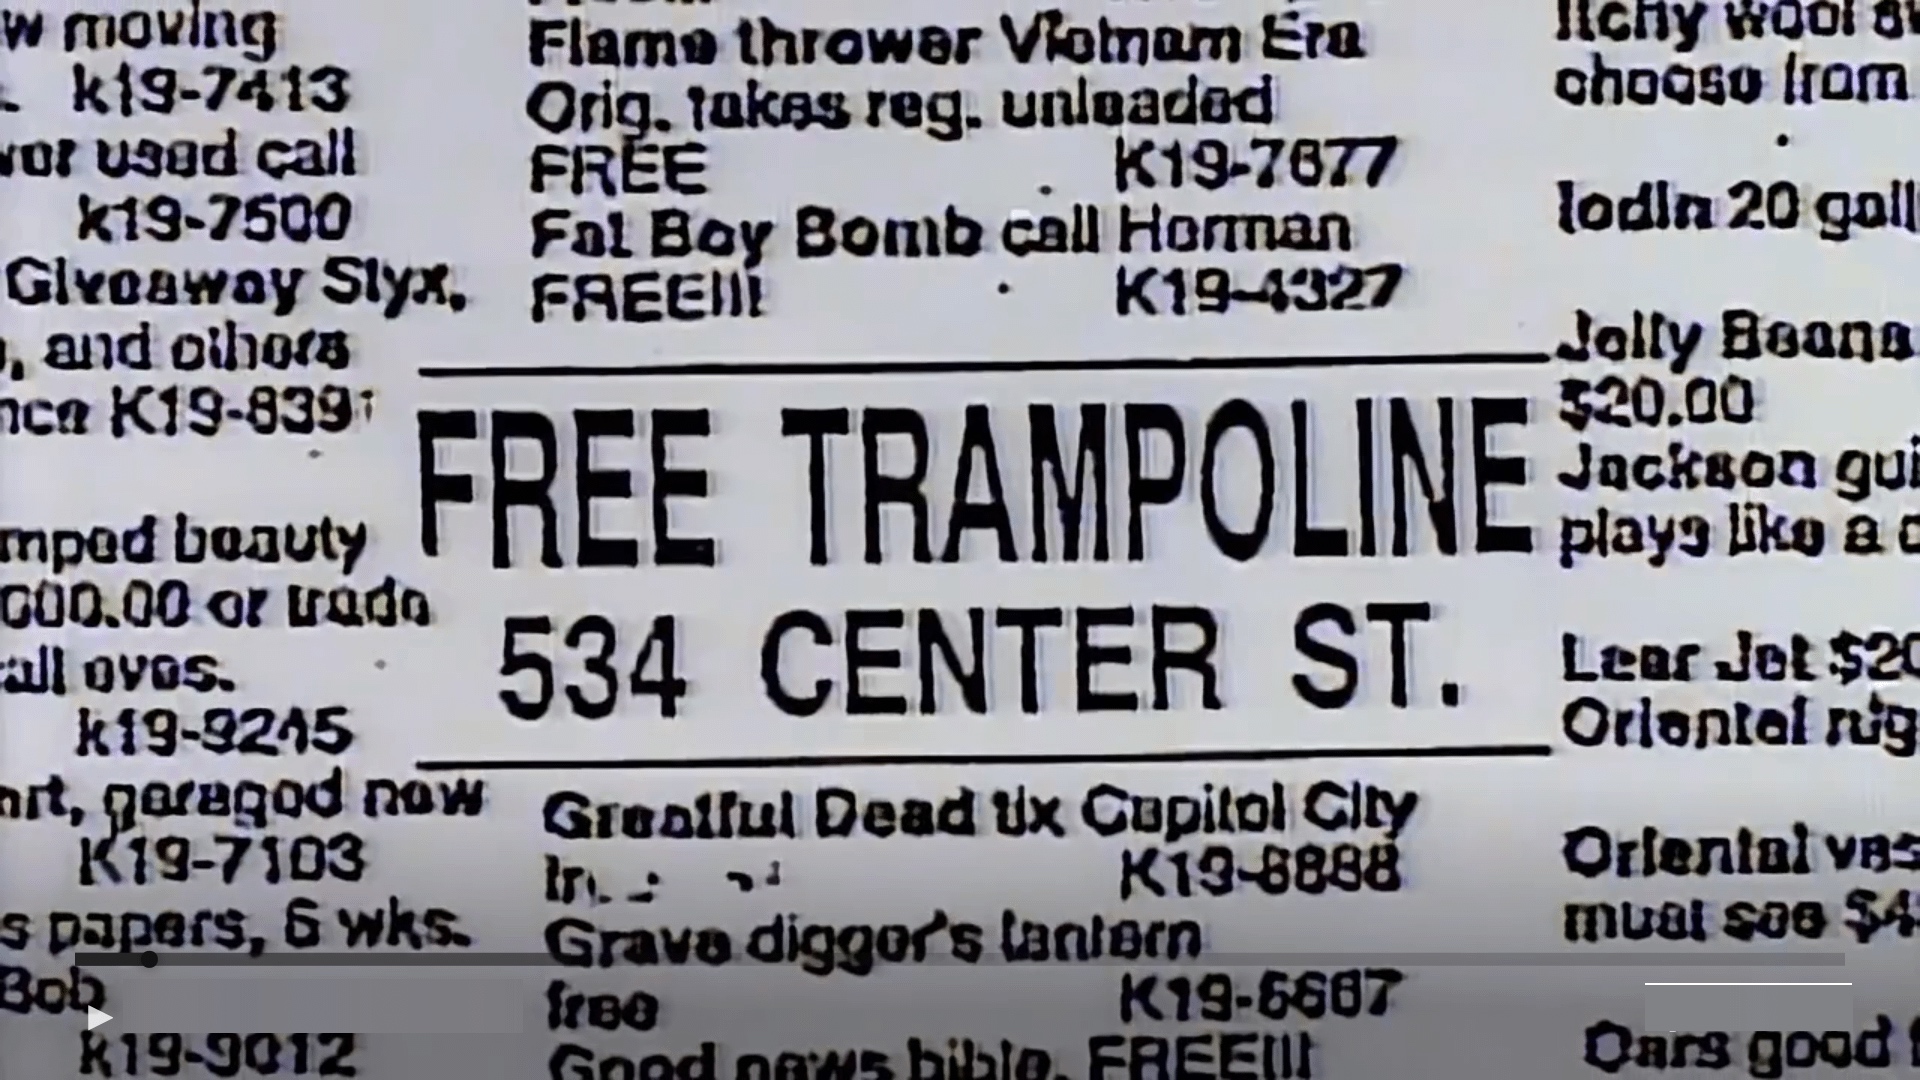 w moving
k19-7413
vor used call
k19-7500
Giveaway Styx,
, and others
nce K19-839
mped beauty
000.00 or trade
all eves.
k19-9245
art, garaged now
K19-7103
s papers, 6 wks.
Bob
k19-9012
Flame thrower Vietnam Era
Orig. takes reg. unleaded
FREE K19-7677
Fat Boy Bomb call Herman
FREE!!! K19-4327
FREE TRAMPOLINE
534 CENTER ST.
Greatful Dead tix Capitol City
K19-8888
Grave digger's lantern
free K19-6667
Good news bible. FREE!!!
Itchy wool sw
choose from
Iodin 20 gall
Jelly Beans
$20.00
Jackson gui
plays like a d
Lear Jet $20
Oriental rug
Oriental vas
must see $4
Oars good